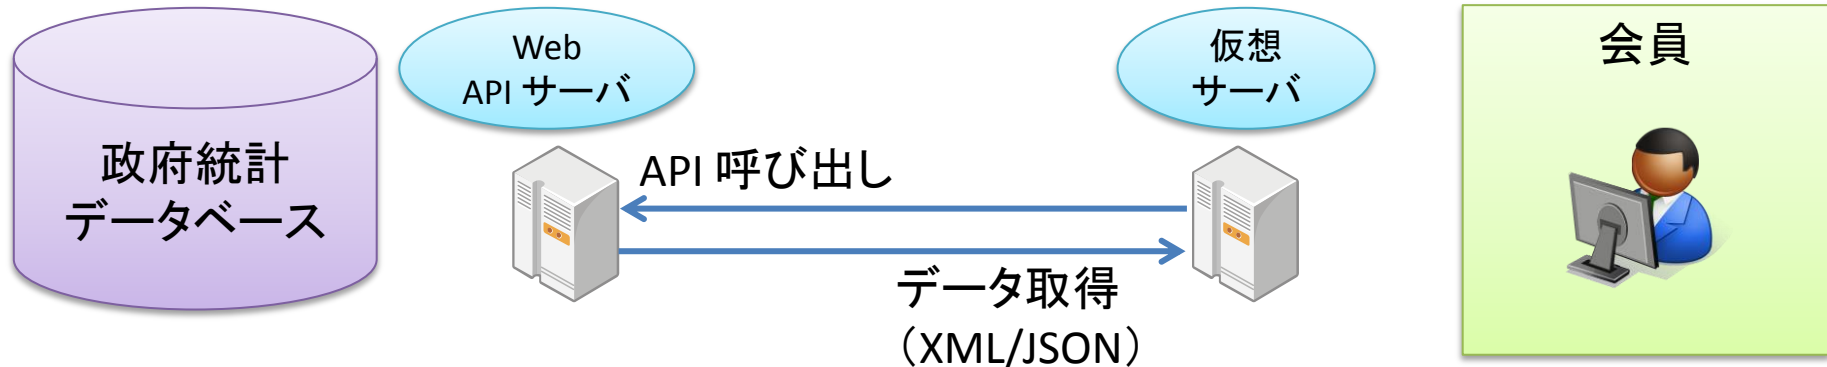 政府統計
データベース
Web
API サーバ
API 呼び出し
データ取得
（XML/JSON）
仮想
サーバ
会員